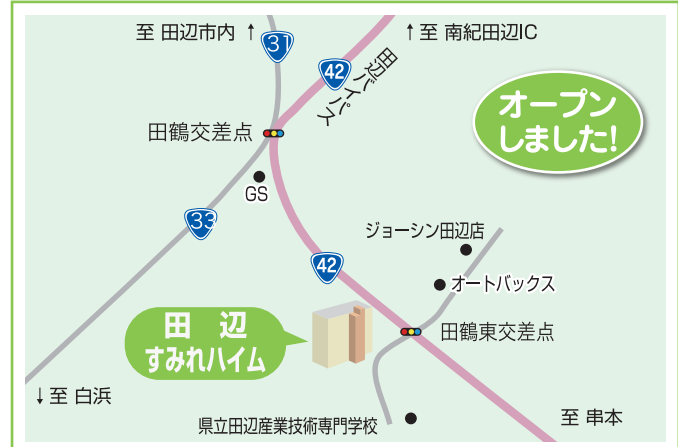 至 田辺市内 ↑
↑至 南紀田辺IC
31
42
田辺バイパス
オープン
しました!
田鶴交差点
GS
33
ジョーシン田辺店
42
オートバックス
田 辺
すみれハイム
田鶴東交差点
↓至 白浜
県立田辺産業技術専門学校
至 串本